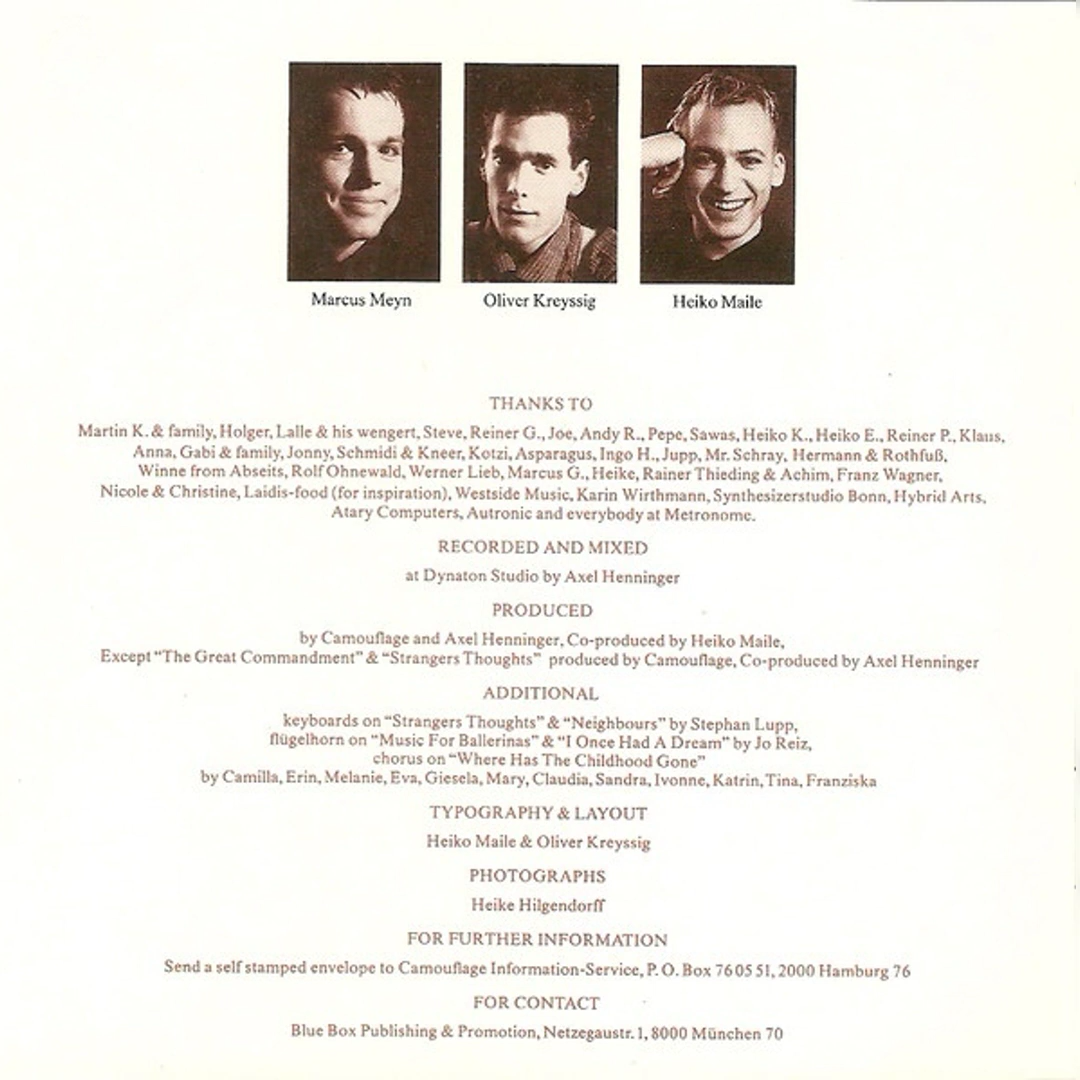 Marcus Meyn
Oliver Kreyssig
Heiko Maile
THANKS TO
Martin K. & family, Holger, Lalle & his wengert, Steve, Reiner G., Joe, Andy R., Pepe, Sawas, Heiko K., Heiko E., Reiner P., Klaus,
Anna, Gabi & family, Jonny, Schmidi & Kneer, Kotzi, Asparagus, Ingo H., Jupp, Mr. Schray, Hermann & Rothfuß,
Winne from Abseits, Rolf Ohnewald, Werner Lieb, Marcus G., Heike, Rainer Thieding & Achim, Franz Wagner,
Nicole & Christine, Laidis-food (for inspiration), Westside Music, Karin Wirthmann, Synthesizerstudio Bonn, Hybrid Arts,
Atary Computers, Autronic and everybody at Metronome.
RECORDED AND MIXED
at Dynaton Studio by Axel Henninger
PRODUCED
by Camouflage and Axel Henninger, Co-produced by Heiko Maile,
Except “The Great Commandment” & “Strangers Thoughts” produced by Camouflage, Co-produced by Axel Henninger
ADDITIONAL
keyboards on “Strangers Thoughts” & “Neighbours” by Stephan Lupp,
flügelhorn on “Music For Ballerinas” & “I Once Had A Dream” by Jo Reiz,
chorus on “Where Has The Childhood Gone”
by Camilla, Erin, Melanie, Eva, Giesela, Mary, Claudia, Sandra, Ivonne, Katrin, Tina, Franziska
TYPOGRAPHY & LAYOUT
Heiko Maile & Oliver Kreyssig
PHOTOGRAPHS
Heike Hilgendorff
FOR FURTHER INFORMATION
Send a self stamped envelope to Camouflage Information-Service, P.O. Box 76 05 51, 2000 Hamburg 76
FOR CONTACT
Blue Box Publishing & Promotion, Netzegaustr. 1, 8000 München 70